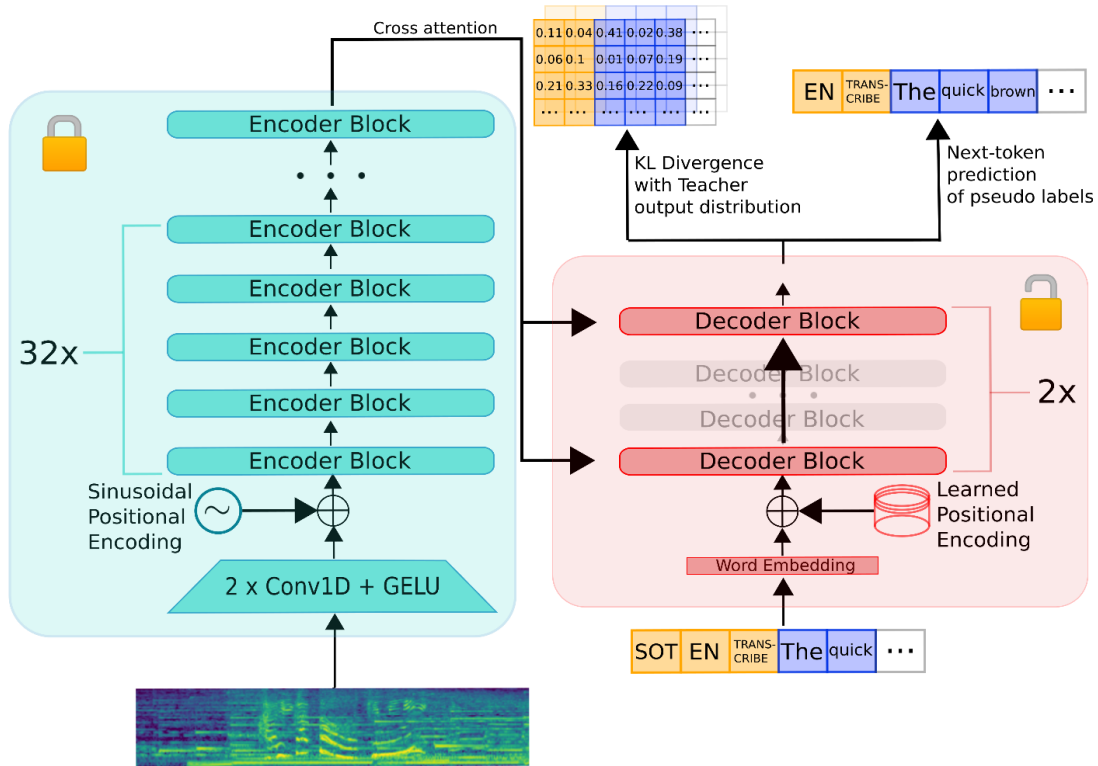 Cross attention
0.11 0.04 0.41 0.02 0.38 ...
0.06 0.1 0.01 0.07 0.19 ...
0.21 0.33 0.16 0.22 0.09 ...
... ... ... ... ... ...
EN TRANS-
CRIBE The quick brown ...
KL Divergence
with Teacher
output distribution
Next-token
prediction
of pseudo labels
Encoder Block
. . .
Encoder Block
Encoder Block
Encoder Block
Encoder Block
Encoder Block
32x
Sinusoidal
Positional
Encoding
~
2 x Conv1D + GELU
Decoder Block
Decoder Block
. . .
Decoder Block
Decoder Block
2x
Learned
Positional
Encoding
Word Embedding
SOT EN TRANS-
CRIBE The quick ...